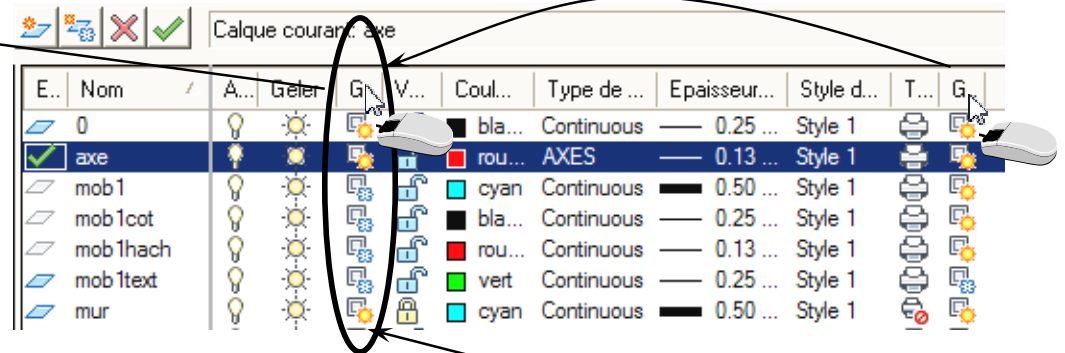 Calque courant: axe
E... Nom A... Geler G V... Coul... Type de ... Epaisseur... Style d... T... G..
0 bla... Continuous 0.25 ... Style 1
axe rou... AXES 0.13 ... Style 1
mob1 cyan Continuous 0.50 ... Style 1
mob1cot bla... Continuous 0.25 ... Style 1
mob1hach rou... Continuous 0.13 ... Style 1
mob1text vert Continuous 0.25 ... Style 1
mur cyan Continuous 0.50 ... Style 1